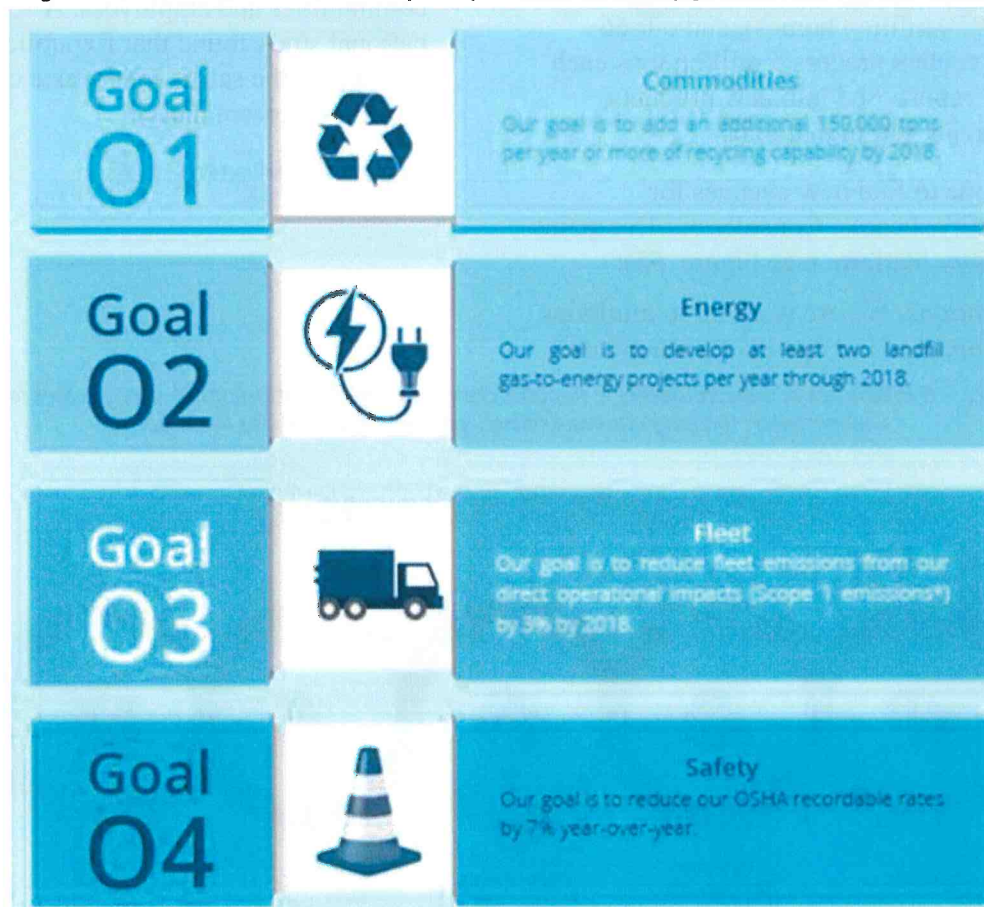 Goal
01
Commodities
Our goal is to add an additional 150,000 tons
per year or more of recycling capability by 2018.
Goal
02
Energy
Our goal is to develop at least two landfill
gas-to-energy projects per year through 2018.
Goal
03
Fleet
Our goal is to reduce fleet emissions from our
direct operational impacts (Scope 1 emissions*)
by 3% by 2018.
Goal
04
Safety
Our goal is to reduce our OSHA recordable rates
by 7% year-over-year.